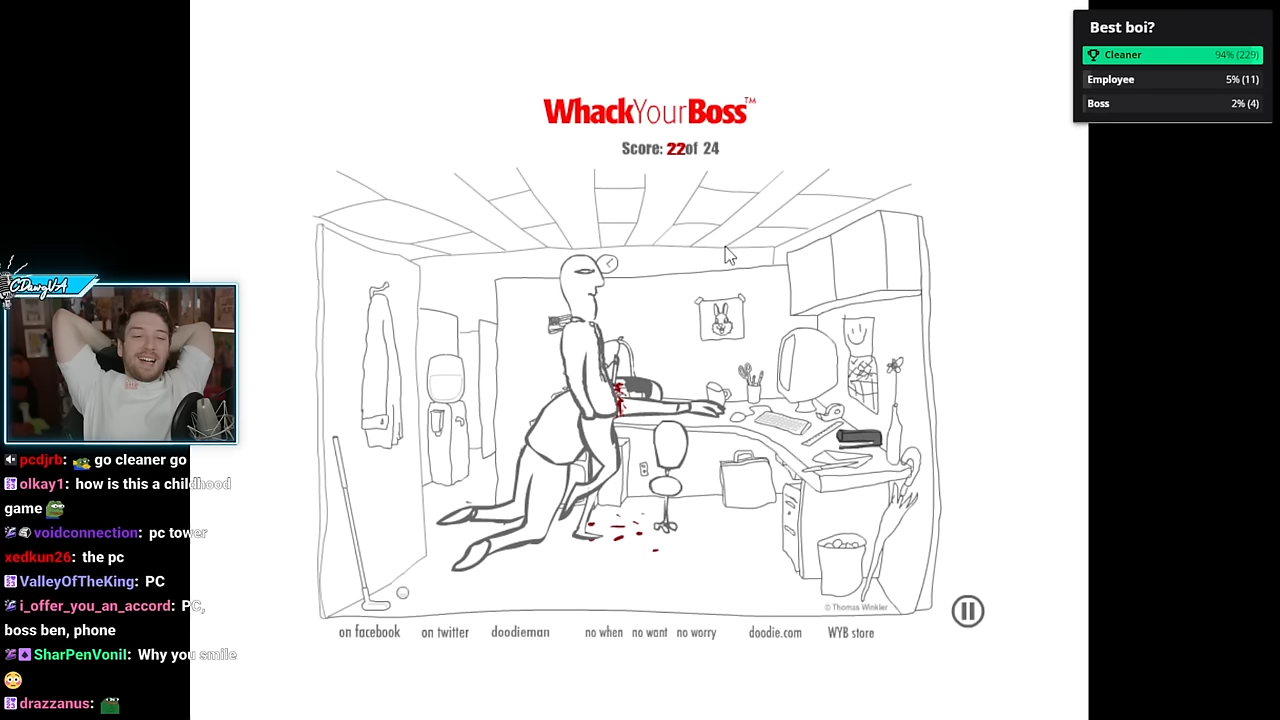 Best boi?
Cleaner 94% (229)
Employee 5% (11)
Boss 2% (4)
WhackYourBoss™
Score: 22of 24
CDawgVA
pcdjrb: go cleaner go
olkay1: how is this a childhood
game
voidconnection: pc tower
xedkun26: the pc
ValleyOfTheKing: PC
i_offer_you_an_accord: PC,
boss ben, phone
SharPenVonil: Why you smile
drazzanus:
© Thomas Winkler
on facebook on twitter doodieman no when no want no worry doodie.com WYB store